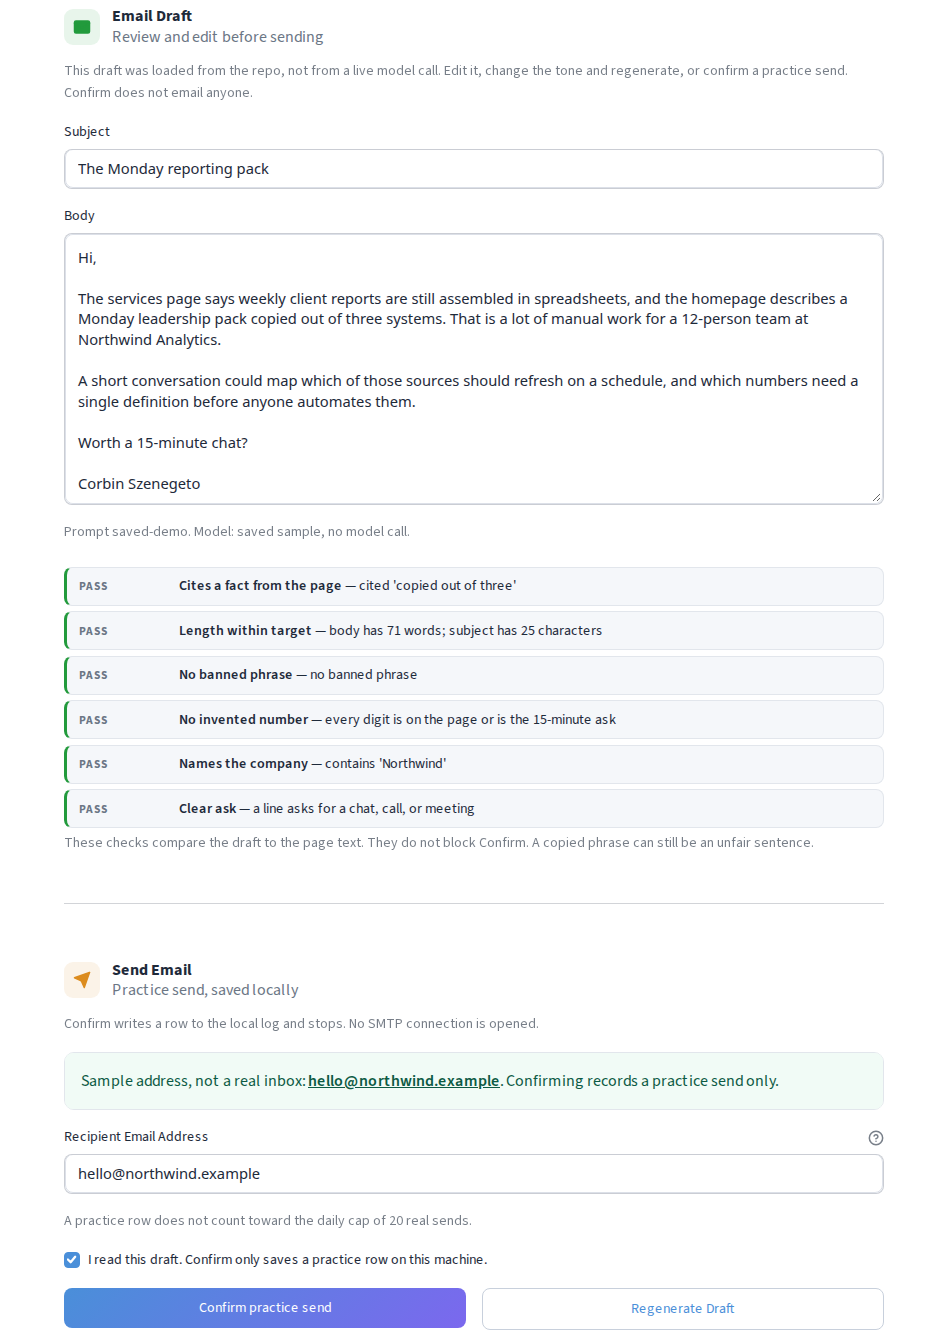 Email Draft
Review and edit before sending
This draft was loaded from the repo, not from a live model call. Edit it, change the tone and regenerate, or confirm a practice send.
Confirm does not email anyone.
Subject
The Monday reporting pack
Body
Hi,
The services page says weekly client reports are still assembled in spreadsheets, and the homepage describes a
Monday leadership pack copied out of three systems. That is a lot of manual work for a 12-person team at
Northwind Analytics.
A short conversation could map which of those sources should refresh on a schedule, and which numbers need a
single definition before anyone automates them.
Worth a 15-minute chat?
Corbin Szenegeto
Prompt saved-demo. Model: saved sample, no model call.
PASS Cites a fact from the page — cited 'copied out of three'
PASS Length within target — body has 71 words; subject has 25 characters
PASS No banned phrase — no banned phrase
PASS No invented number — every digit is on the page or is the 15-minute ask
PASS Names the company — contains 'Northwind'
PASS Clear ask — a line asks for a chat, call, or meeting
These checks compare the draft to the page text. They do not block Confirm. A copied phrase can still be an unfair sentence.
Send Email
Practice send, saved locally
Confirm writes a row to the local log and stops. No SMTP connection is opened.
Sample address, not a real inbox: hello@northwind.example. Confirming records a practice send only.
Recipient Email Address
hello@northwind.example
A practice row does not count toward the daily cap of 20 real sends.
I read this draft. Confirm only saves a practice row on this machine.
Confirm practice send
Regenerate Draft